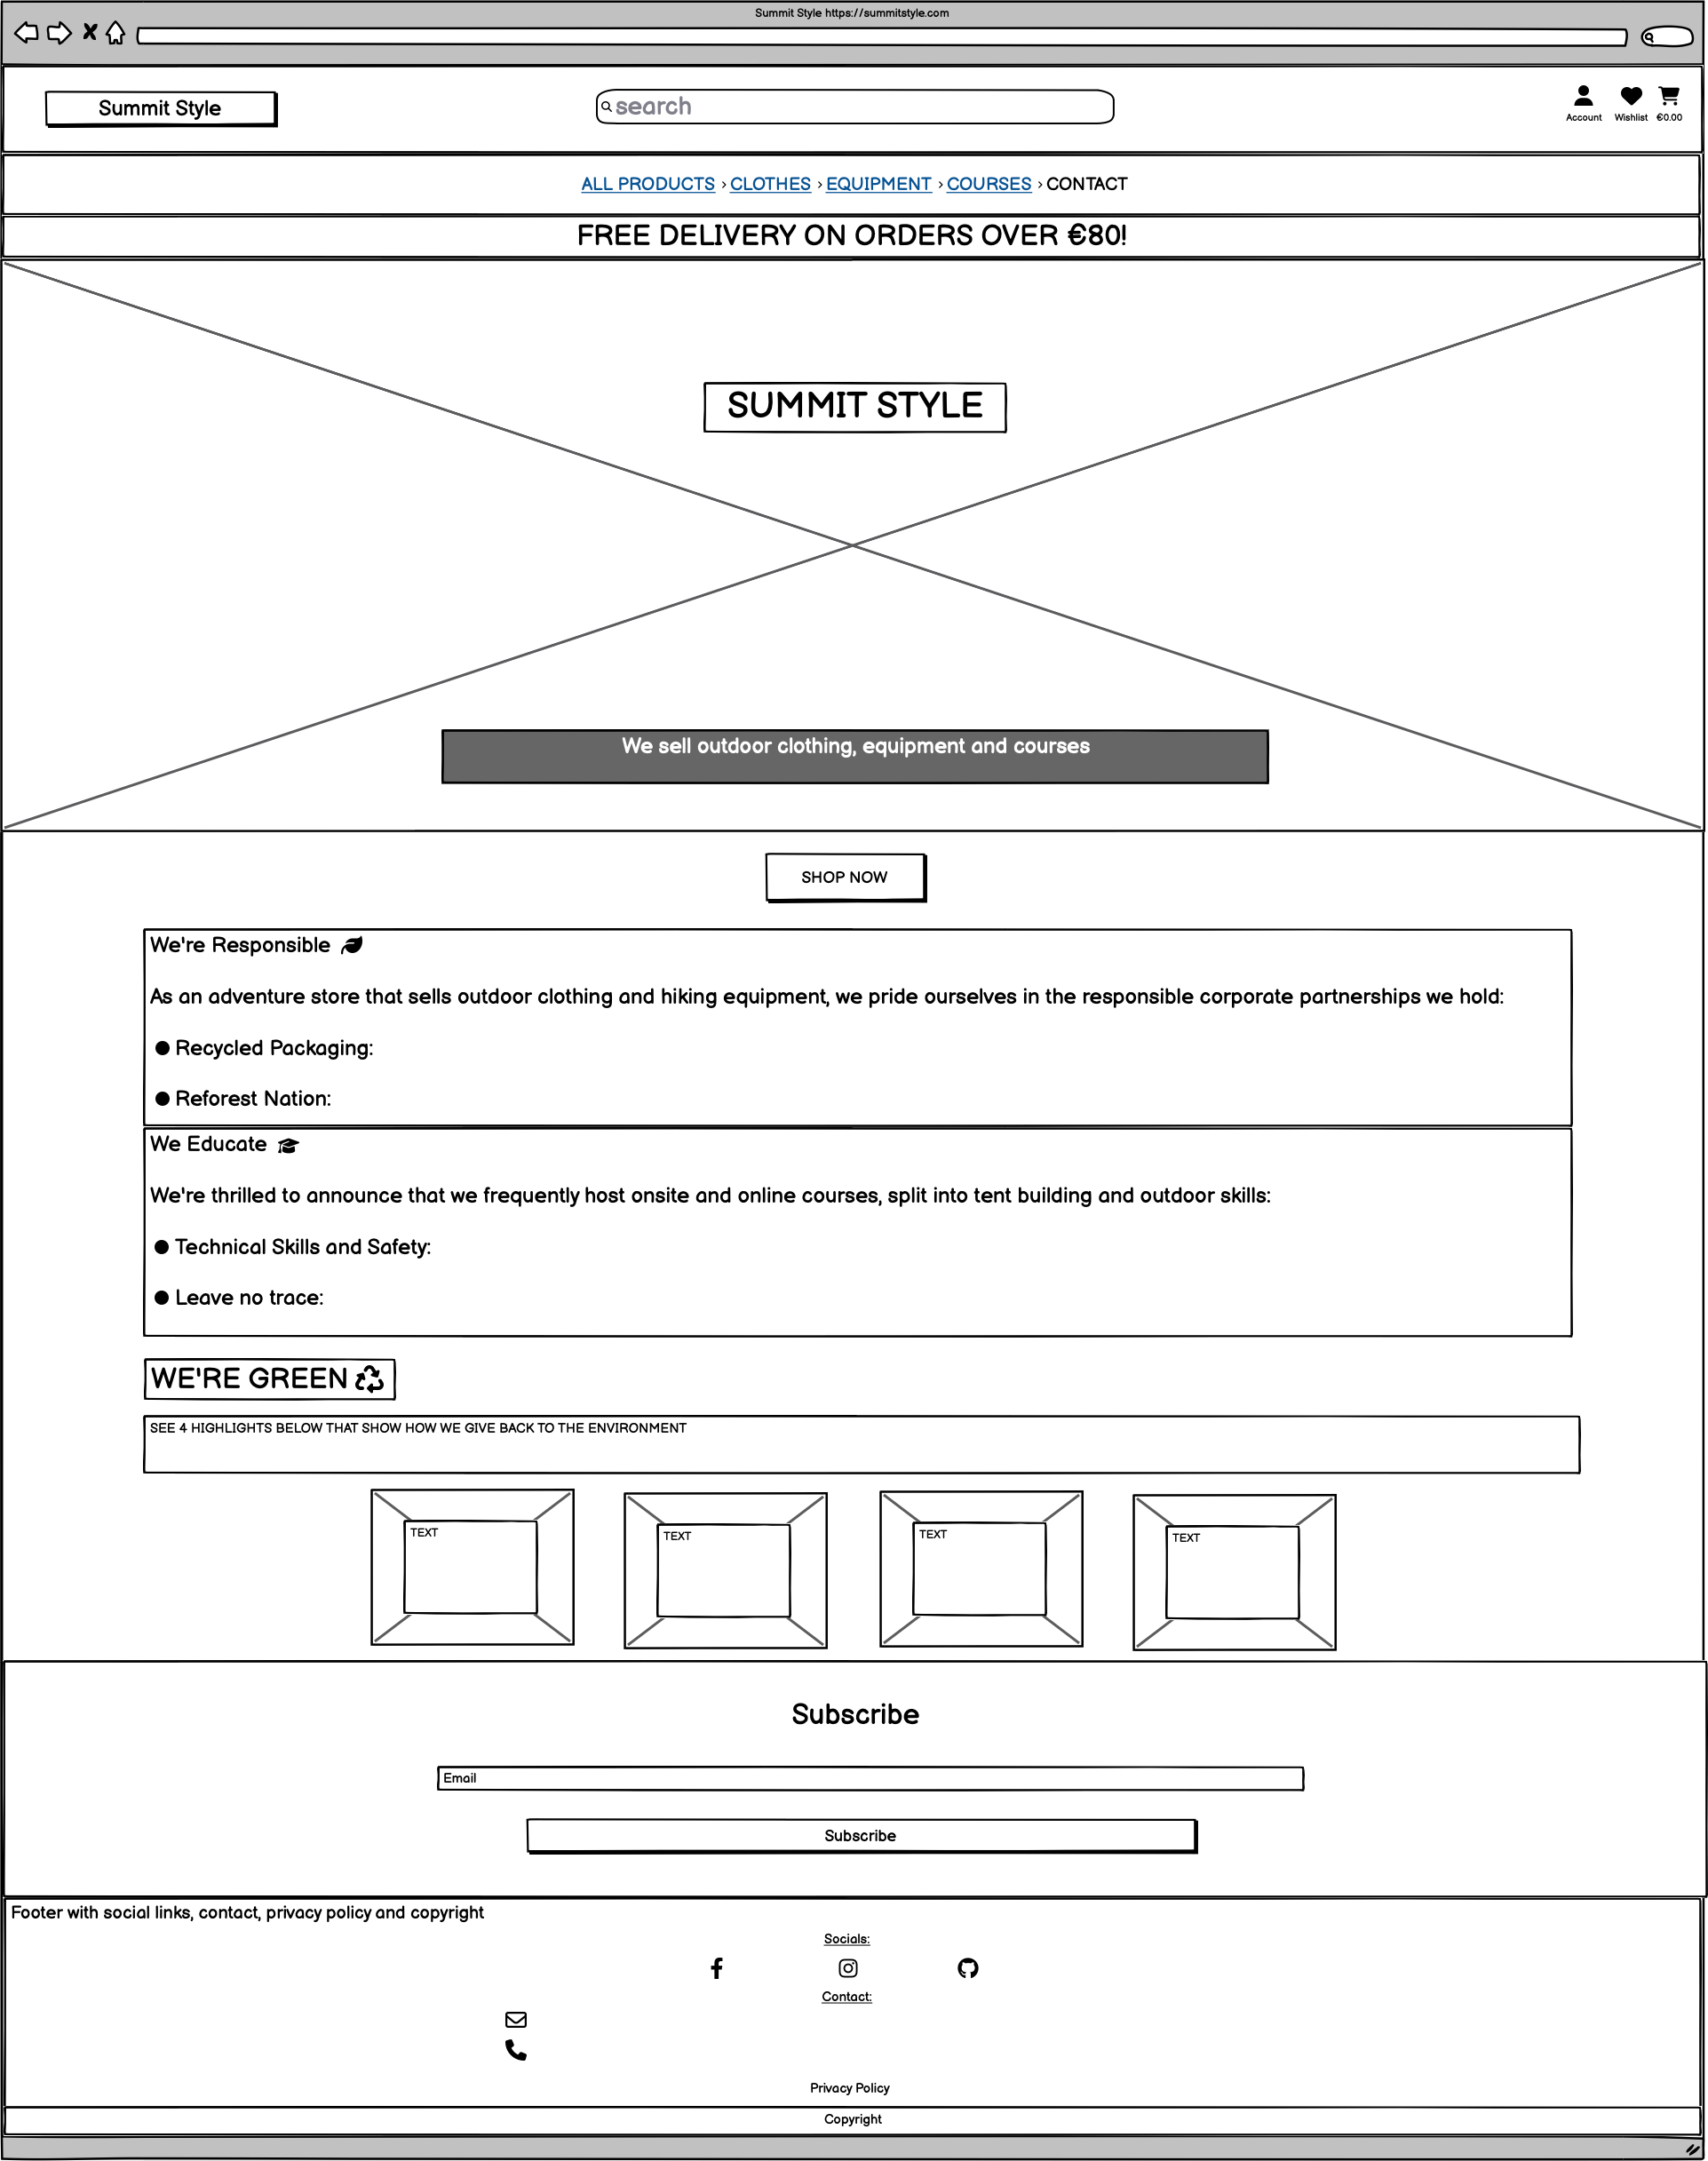 Summit Style https://summitstyle.com
Summit Style
search
Account Wishlist €0.00
ALL PRODUCTS › CLOTHES › EQUIPMENT › COURSES › CONTACT
FREE DELIVERY ON ORDERS OVER €80!
SUMMIT STYLE
We sell outdoor clothing, equipment and courses
SHOP NOW
We're Responsible
As an adventure store that sells outdoor clothing and hiking equipment, we pride ourselves in the responsible corporate partnerships we hold:
● Recycled Packaging:
● Reforest Nation:
We Educate
We're thrilled to announce that we frequently host onsite and online courses, split into tent building and outdoor skills:
● Technical Skills and Safety:
● Leave no trace:
WE'RE GREEN
SEE 4 HIGHLIGHTS BELOW THAT SHOW HOW WE GIVE BACK TO THE ENVIRONMENT
TEXT TEXT TEXT TEXT
Subscribe
Email
Subscribe
Footer with social links, contact, privacy policy and copyright
Socials:
Contact:
Privacy Policy
Copyright